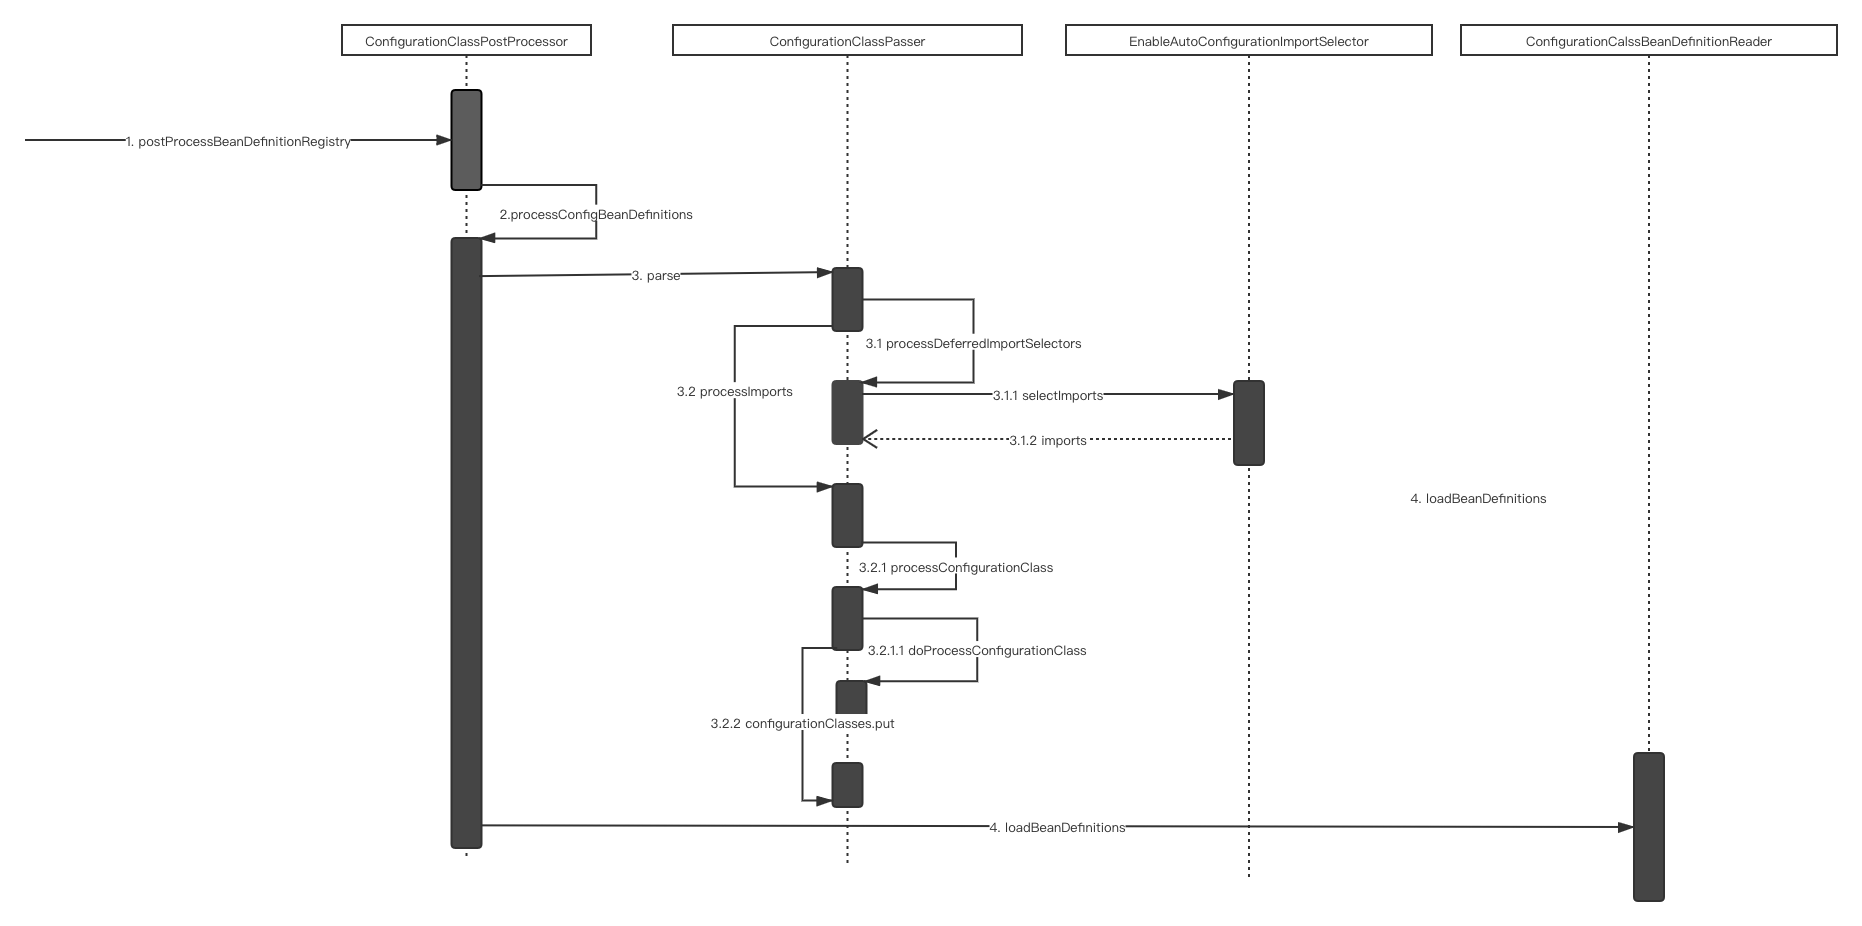 ConfigurationClassPostProcessor
ConfigurationClassPasser
EnableAutoConfigurationImportSelector
ConfigurationCalssBeanDefinitionReader
1. postProcessBeanDefinitionRegistry
2.processConfigBeanDefinitions
3. parse
3.1 processDeferredImportSelectors
3.2 processImports
3.1.1 selectImports
3.1.2 imports
4. loadBeanDefinitions
3.2.1 processConfigurationClass
3.2.1.1 doProcessConfigurationClass
3.2.2 configurationClasses.put
4. loadBeanDefinitions